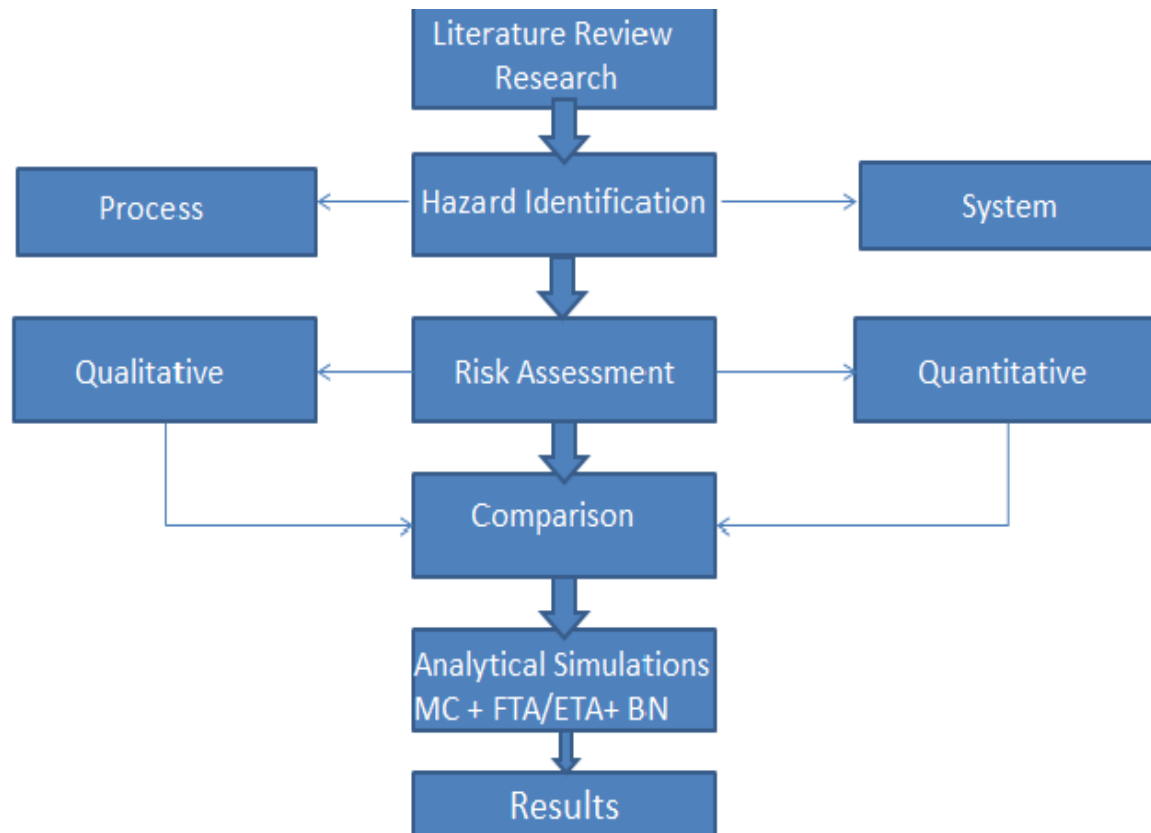 Literature Review
Research
Process
Hazard Identification
System
Qualitative
Risk Assessment
Quantitative
Comparison
Analytical Simulations
MC + FTA/ETA+ BN
Results